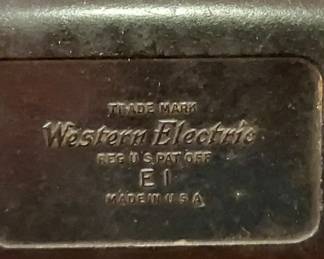 TRADE MARK
Western Electric
REG U S PAT OFF
E1
MADE IN U S A